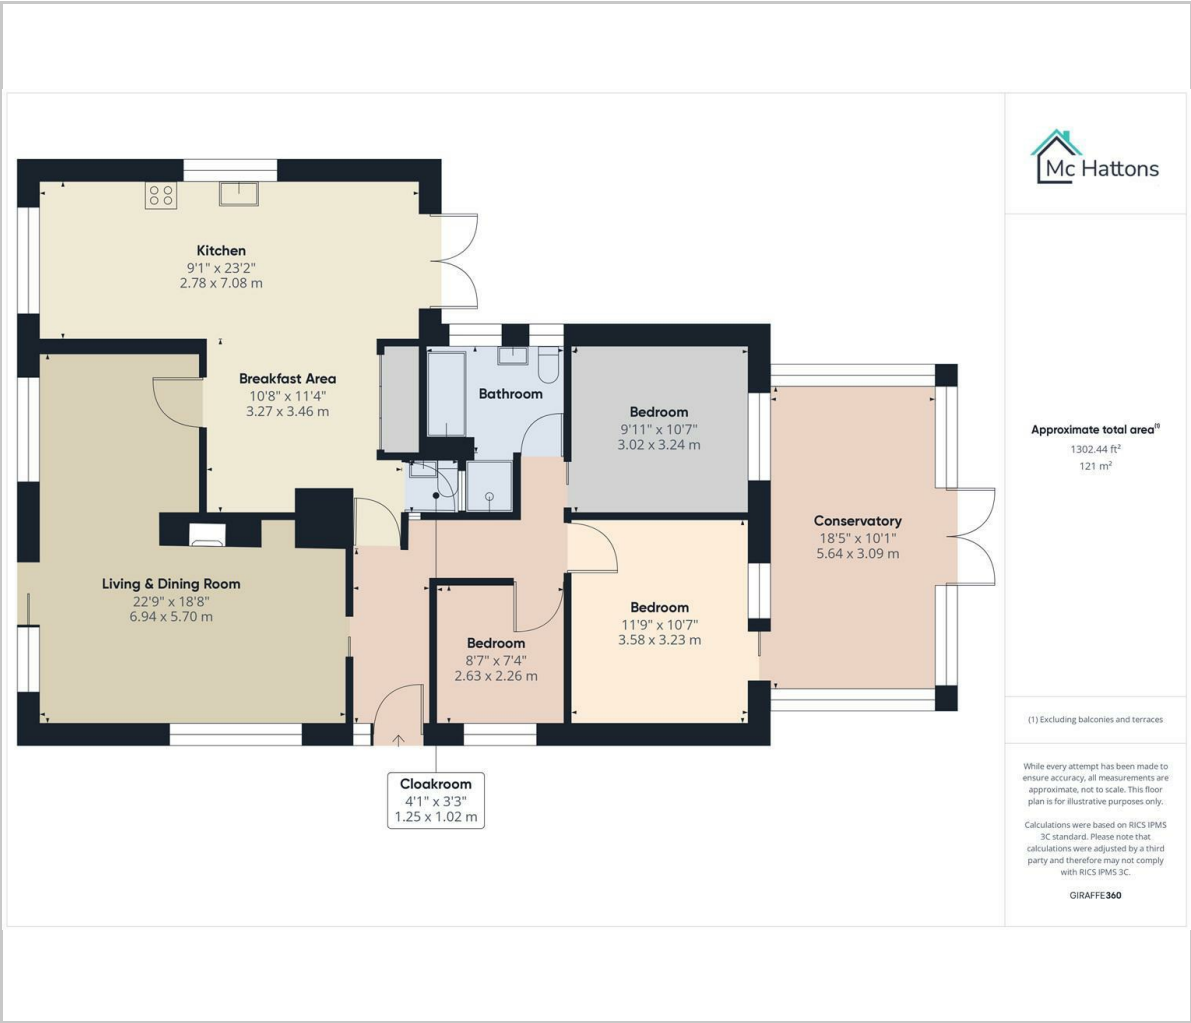 Mc Hattons
Kitchen
9'1" x 23'2"
2.78 x 7.08 m
Breakfast Area
10'8" x 11'4"
3.27 x 3.46 m
Bathroom
Bedroom
9'11" x 10'7"
3.02 x 3.24 m
Living & Dining Room
22'9" x 18'8"
6.94 x 5.70 m
Bedroom
8'7" x 7'4"
2.63 x 2.26 m
Bedroom
11'9" x 10'7"
3.58 x 3.23 m
Conservatory
18'5" x 10'1"
5.64 x 3.09 m
Cloakroom
4'1" x 3'3"
1.25 x 1.02 m
Approximate total area⁽¹⁾
1302.44 ft²
121 m²
(1) Excluding balconies and terraces
While every attempt has been made to
ensure accuracy, all measurements are
approximate, not to scale. This floor
plan is for illustrative purposes only.
Calculations were based on RICS IPMS
3C standard. Please note that
calculations were adjusted by a third
party and therefore may not comply
with RICS IPMS 3C.
GIRAFFE360